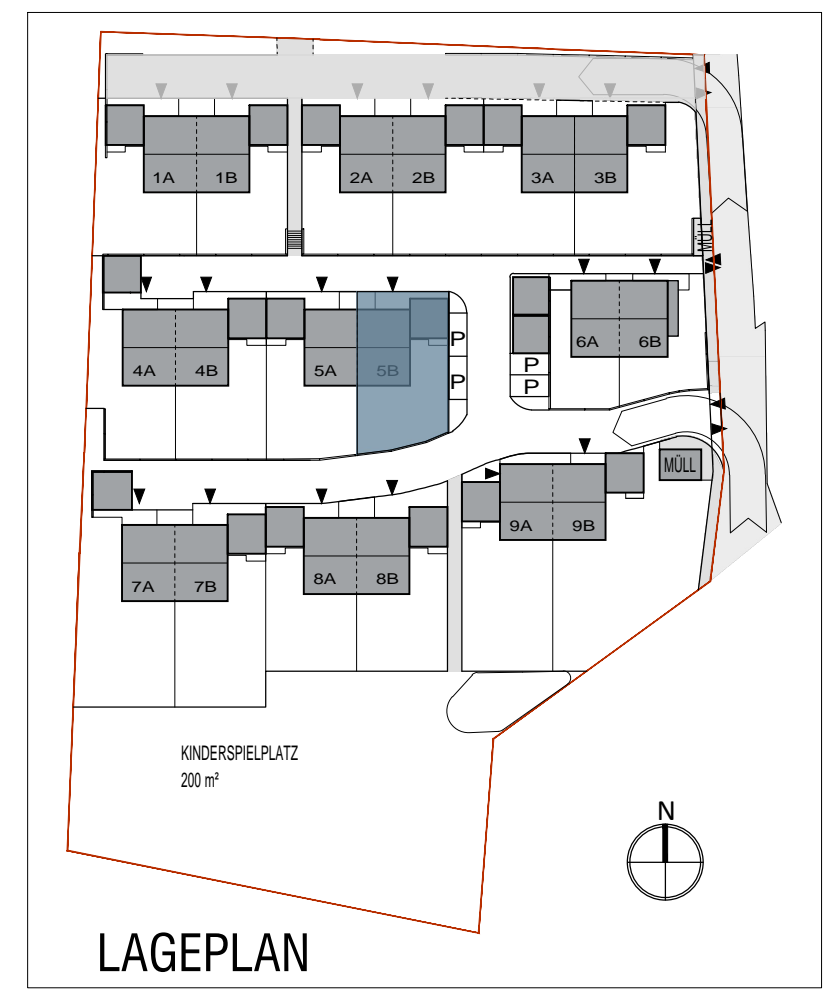 1A 1B 2A 2B 3A 3B
MÜLL
4A 4B 5A 5B P 6A 6B
P
P
P
MÜLL
7A 7B 8A 8B 9A 9B
KINDERSPIELPLATZ
200 m²
N
LAGEPLAN